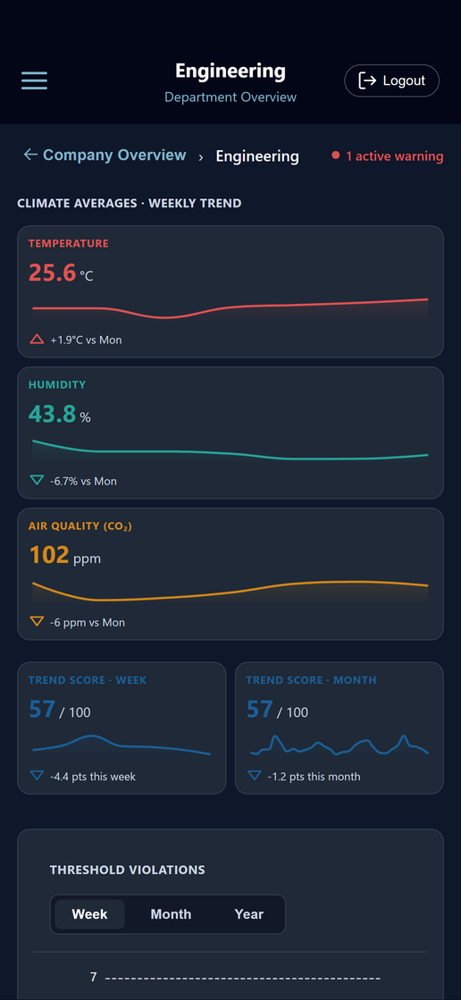 Engineering
Department Overview
Logout
← Company Overview › Engineering
1 active warning
CLIMATE AVERAGES · WEEKLY TREND
TEMPERATURE
25.6 °C
+1.9°C vs Mon
HUMIDITY
43.8 %
-6.7% vs Mon
AIR QUALITY (CO₂)
102 ppm
-6 ppm vs Mon
TREND SCORE · WEEK
57 / 100
-4.4 pts this week
TREND SCORE · MONTH
57 / 100
-1.2 pts this month
THRESHOLD VIOLATIONS
Week Month Year
7